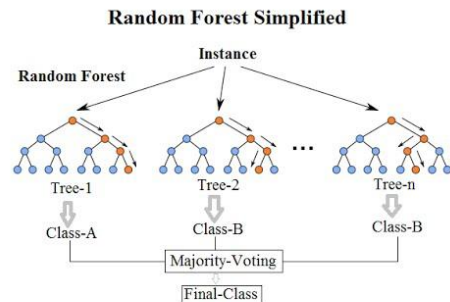 Random Forest Simplified
Instance
Random Forest
...
Tree-1 Tree-2 Tree-n
Class-A Class-B Class-B
Majority-Voting
Final-Class